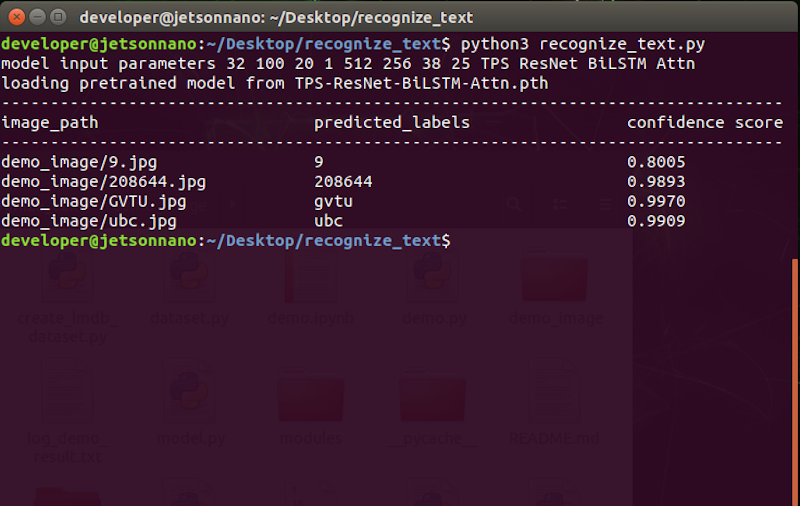 developer@jetsonnano: ~/Desktop/recognize_text
developer@jetsonnano:~/Desktop/recognize_text$ python3 recognize_text.py
model input parameters 32 100 20 1 512 256 38 25 TPS ResNet BiLSTM Attn
loading pretrained model from TPS-ResNet-BiLSTM-Attn.pth
--------------------------------------------------------------------------------
image_path predicted_labels confidence score
--------------------------------------------------------------------------------
demo_image/9.jpg 9 0.8005
demo_image/208644.jpg 208644 0.9893
demo_image/GVTU.jpg gvtu 0.9970
demo_image/ubc.jpg ubc 0.9909
developer@jetsonnano:~/Desktop/recognize_text$
create_lmdb_ dataset.py demo.ipynb demo.py demo_image
dataset.py
log_demo_ model.py modules __pycache__ README.md
result.txt